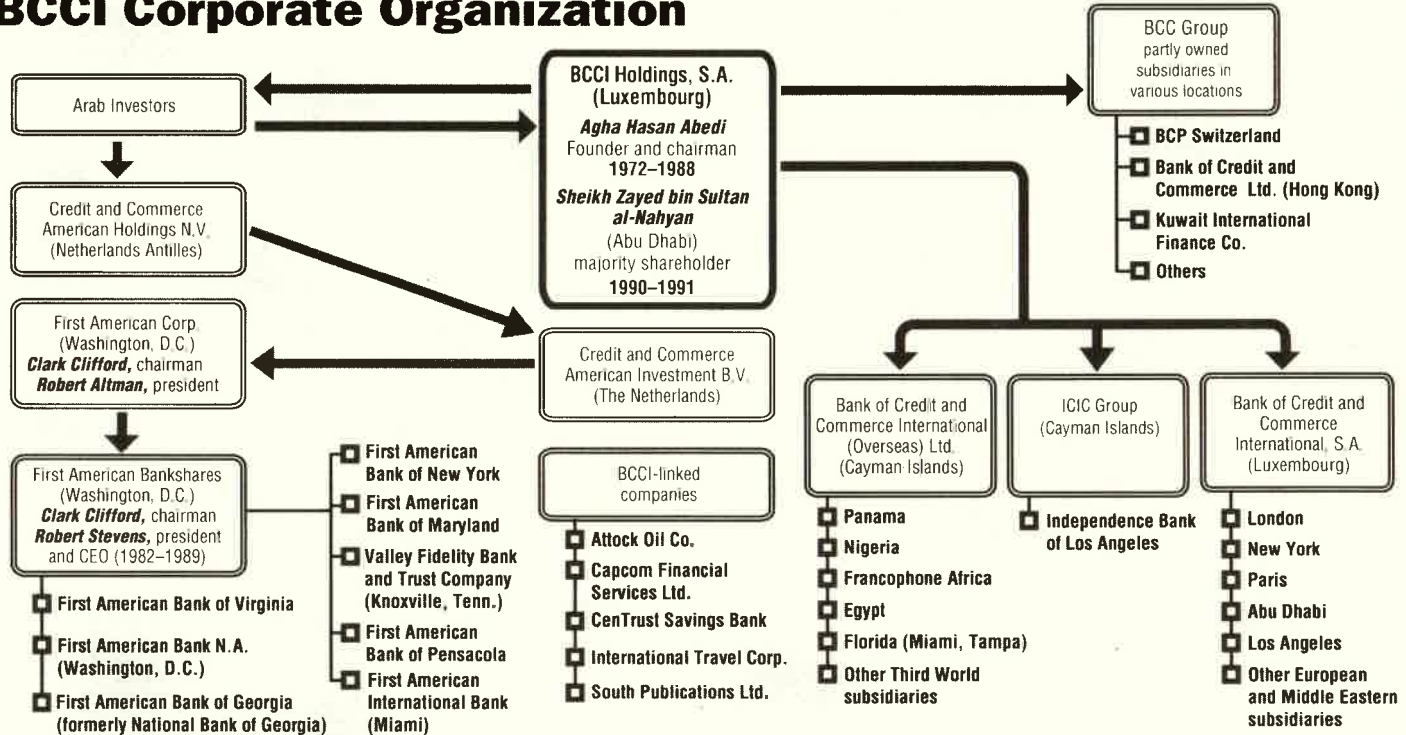 BCCI Corporate Organization
Arab Investors
Credit and Commerce
American Holdings N.V.
(Netherlands Antilles)
First American Corp.
(Washington, D.C.)
Clark Clifford, chairman
Robert Altman, president
First American Bankshares
(Washington, D.C.)
Clark Clifford, chairman
Robert Stevens, president
and CEO (1982–1989)
First American Bank of Virginia
First American Bank N.A.
(Washington, D.C.)
First American Bank of Georgia
(formerly National Bank of Georgia)
First American
Bank of New York
First American
Bank of Maryland
Valley Fidelity Bank
and Trust Company
(Knoxville, Tenn.)
First American
Bank of Pensacola
First American
International Bank
(Miami)
BCCI Holdings, S.A.
(Luxembourg)
Agha Hasan Abedi
Founder and chairman
1972–1988
Sheikh Zayed bin Sultan
al-Nahyan
(Abu Dhabi)
majority shareholder
1990–1991
Credit and Commerce
American Investment B.V.
(The Netherlands)
BCCI-linked
companies
Attock Oil Co.
Capcom Financial
Services Ltd.
CenTrust Savings Bank
International Travel Corp.
South Publications Ltd.
BCC Group
partly owned
subsidiaries in
various locations
BCP Switzerland
Bank of Credit and
Commerce Ltd. (Hong Kong)
Kuwait International
Finance Co.
Others
Bank of Credit and
Commerce International
(Overseas) Ltd.
(Cayman Islands)
Panama
Nigeria
Francophone Africa
Egypt
Florida (Miami, Tampa)
Other Third World
subsidiaries
ICIC Group
(Cayman Islands)
Independence Bank
of Los Angeles
Bank of Credit and
Commerce
International, S.A.
(Luxembourg)
London
New York
Paris
Abu Dhabi
Los Angeles
Other European
and Middle Eastern
subsidiaries